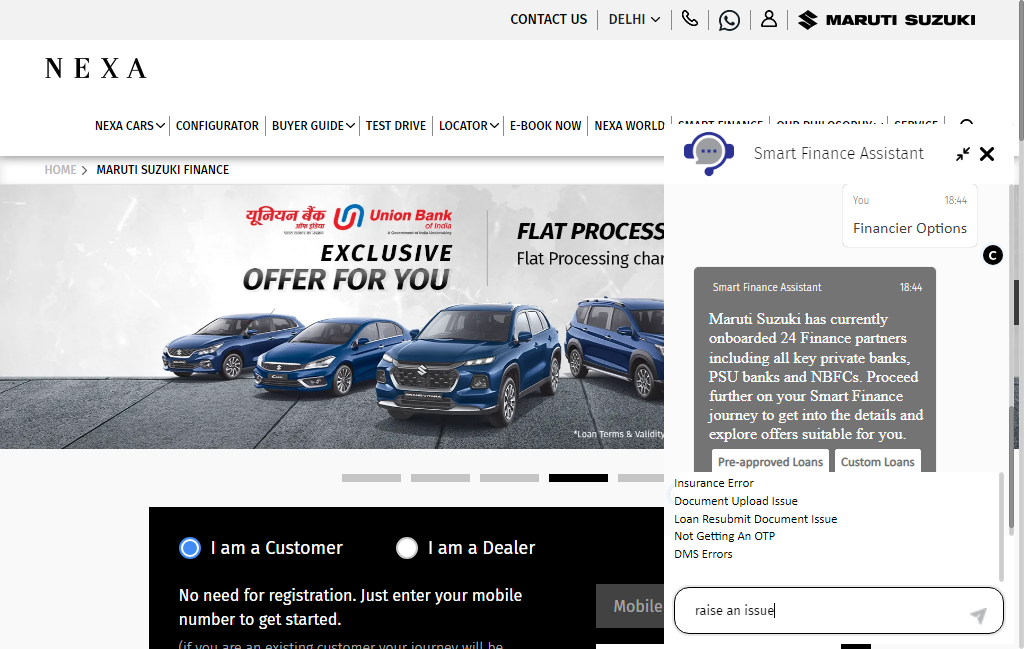 CONTACT US
DELHI
MARUTI SUZUKI
NEXA
NEXA CARS
CONFIGURATOR
BUYER GUIDE
TEST DRIVE
LOCATOR
E-BOOK NOW
NEXA WORLD
SMART FINANCE
OUR PHILOSOPHY
SERVICE
HOME
MARUTI SUZUKI FINANCE
यूनियन बैंक
ऑफ इंडिया
Union Bank
of India
EXCLUSIVE
OFFER FOR YOU
FLAT PROCESS
Flat Processing char
*Loan Terms & Validity
I am a Customer
I am a Dealer
No need for registration. Just enter your mobile
number to get started.
(if you are an existing customer your journey will be
Mobile
Smart Finance Assistant
You
18:44
Financier Options
C
Smart Finance Assistant
18:44
Maruti Suzuki has currently
onboarded 24 Finance partners
including all key private banks,
PSU banks and NBFCs. Proceed
further on your Smart Finance
journey to get into the details and
explore offers suitable for you.
Pre-approved Loans
Custom Loans
Insurance Error
Document Upload Issue
Loan Resubmit Document Issue
Not Getting An OTP
DMS Errors
raise an issue